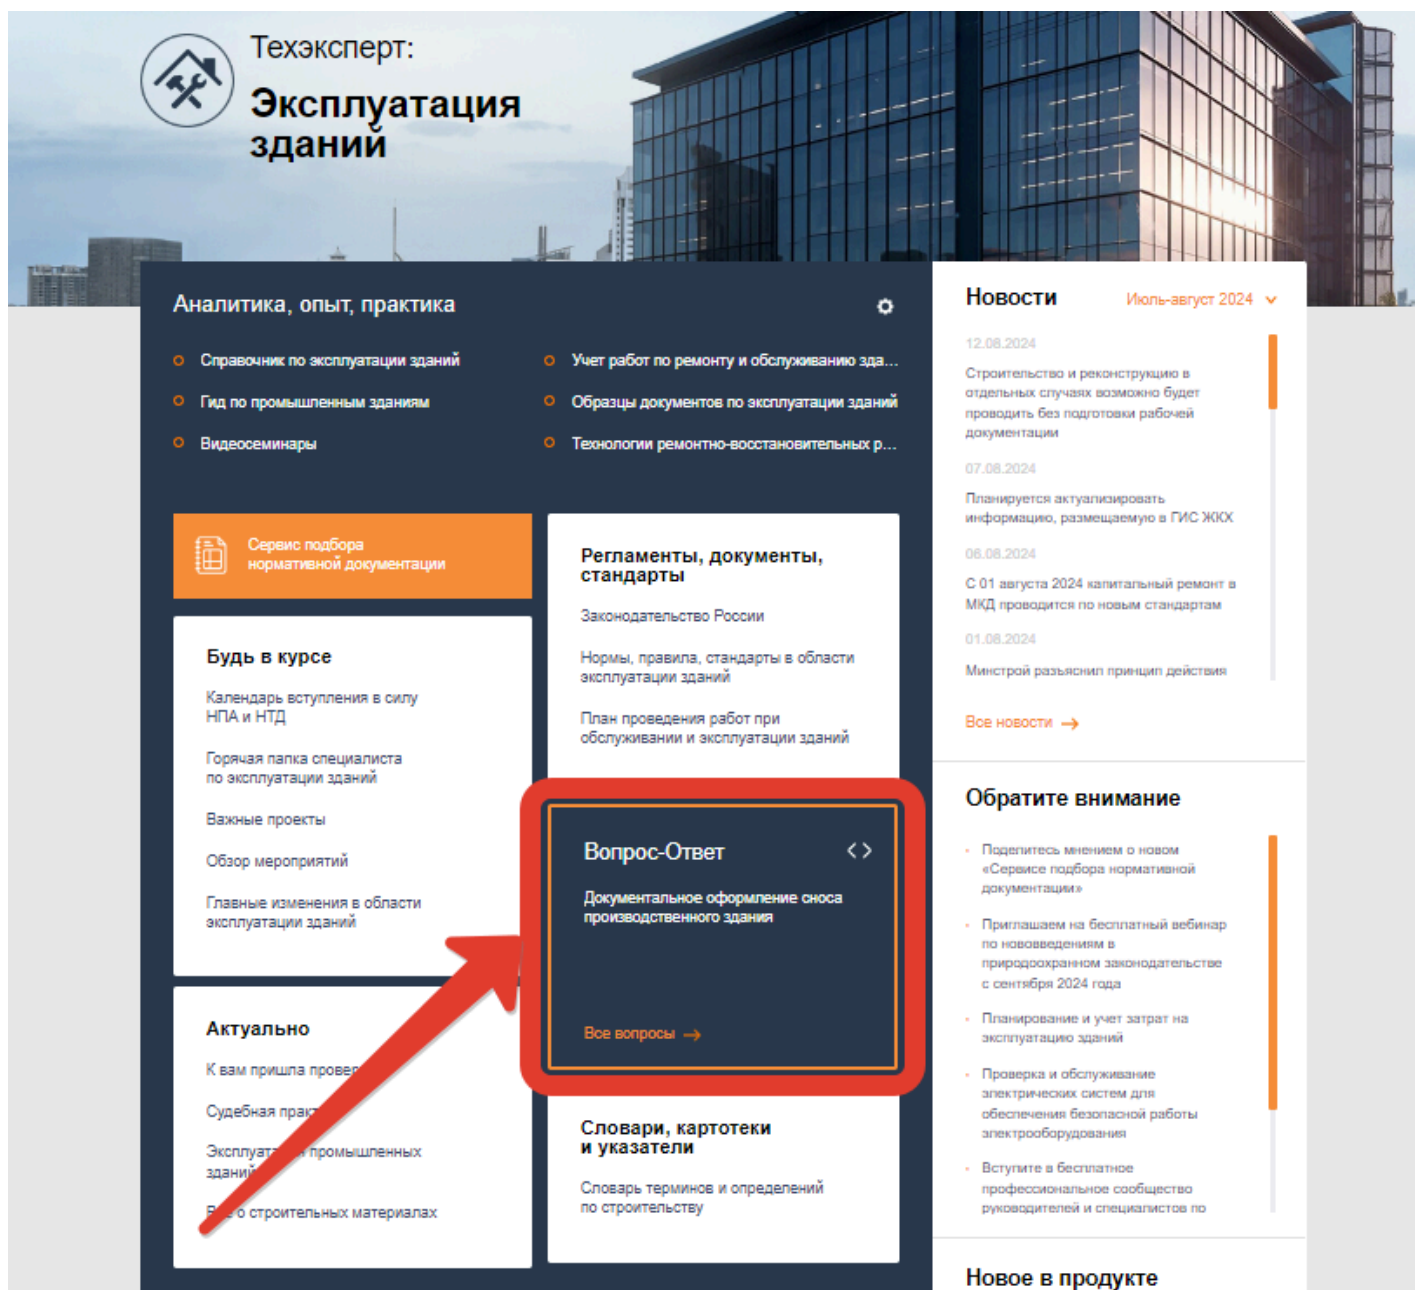 Техэксперт:
Эксплуатация
зданий
Аналитика, опыт, практика
Справочник по эксплуатации зданий
Гид по промышленным зданиям
Видеосеминары
Учет работ по ремонту и обслуживанию зда...
Образцы документов по эксплуатации зданий
Технологии ремонтно-восстановительных р...
Сервис подбора
нормативной документации
Будь в курсе
Календарь вступления в силу
НПА и НТД
Горячая папка специалиста
по эксплуатации зданий
Важные проекты
Обзор мероприятий
Главные изменения в области
эксплуатации зданий
Актуально
К вам пришла
Судебная
промышленных
о строительных материалах
Регламенты, документы,
стандарты
Законодательство России
Нормы, правила, стандарты в области
эксплуатации зданий
План проведения работ при
обслуживании и эксплуатации зданий
Вопрос-Ответ
Документальное оформление сноса
производственного здания
Все вопросы →
Словари, картотеки
и указатели
Словарь терминов и определений
по строительству
Новости
Июль-август 2024
12.08.2024
Строительство и реконструкцию в
отдельных случаях возможно будет
проводить без подготовки рабочей
документации
07.08.2024
Планируется актуализировать
информацию, размещаемую в ГИС ЖКХ
06.08.2024
С 01 августа 2024 капитальный ремонт в
МКД проводится по новым стандартам
01.08.2024
Минстрой разъяснил принцип действия
Все новости →
Обратите внимание
Поделитесь мнением о новом
«Сервисе подбора нормативной
документации»
Приглашаем на бесплатный вебинар
по нововведениям в
природоохранном законодательстве
с сентября 2024 года
Планирование и учет затрат на
эксплуатацию зданий
Проверка и обслуживание
электрических систем для
обеспечения безопасной работы
электрооборудования
Вступите в бесплатное
профессиональное сообщество
руководителей и специалистов по
Новое в продукте